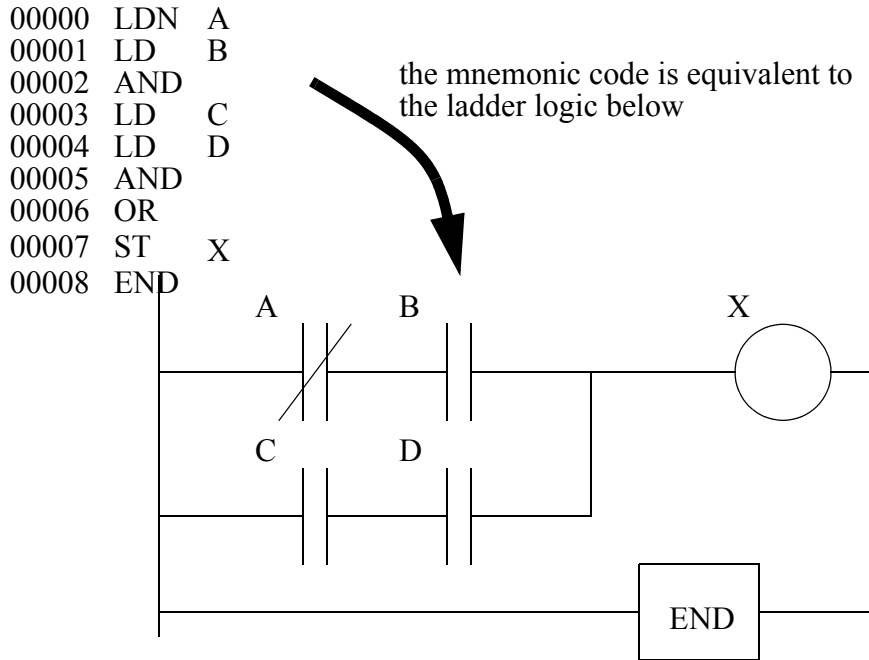 00000 LDN A
00001 LD B
00002 AND
00003 LD C
00004 LD D
00005 AND
00006 OR
00007 ST X
00008 END
the mnemonic code is equivalent to
the ladder logic below
A B X
C D
END